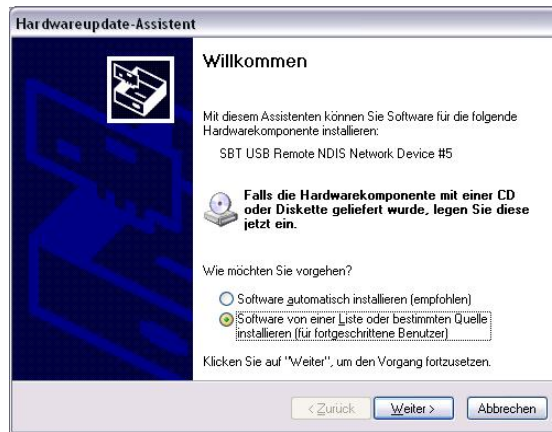 Hardwareupdate-Assistent
Willkommen
Mit diesem Assistenten können Sie Software für die folgende
Hardwarekomponente installieren:
SBT USB Remote NDIS Network Device #5
Falls die Hardwarekomponente mit einer CD
oder Diskette geliefert wurde, legen Sie diese
jetzt ein.
Wie möchten Sie vorgehen?
Software automatisch installieren (empfohlen)
Software von einer Liste oder bestimmten Quelle
installieren (für fortgeschrittene Benutzer)
Klicken Sie auf "Weiter", um den Vorgang fortzusetzen.
< Zurück Weiter > Abbrechen